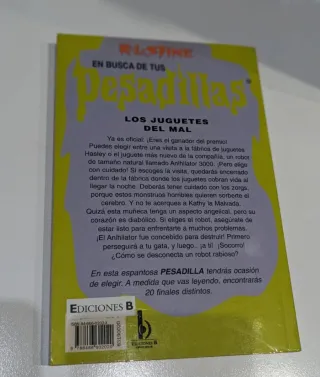 R.L. STINE
EN BUSCA DE TUS
Pesadillas
LOS JUGUETES
DEL MAL
Ya es oficial. ¡Eres el ganador del premio!
Puedes elegir entre una visita a la fábrica de juguetes
Hasley o el juguete más nuevo de la compañía, un robot
de tamaño natural llamado Annihilator 3000. ¡Pero elige
con cuidado! Si escoges la visita, quedarás encerrado
dentro de la fábrica donde los juguetes cobran vida al
llegar la noche. Deberás tener cuidado con los zorgs,
porque estos monstruos horribles quieren sorberte el
cerebro. Y no te acerques a Kathy la Malvada.
Quizá esta muñeca tenga un aspecto angelical, pero su
corazón es diabólico. Si eliges el robot, asegúrate de
estar listo para enfrentarte a muchos problemas.
¡El Annihilator fue concebido para destruir! Primero
perseguirá a tu gata, y luego.. ¡a ti. ¡Socorro!
¿Cómo se desconecta un robot rabioso?
En esta espantosa PESADILLA tendrás ocasión
de elegir. A medida que vas leyendo, encontrarás
20 finales distintos.
EDICIONES B
EDICIONES B